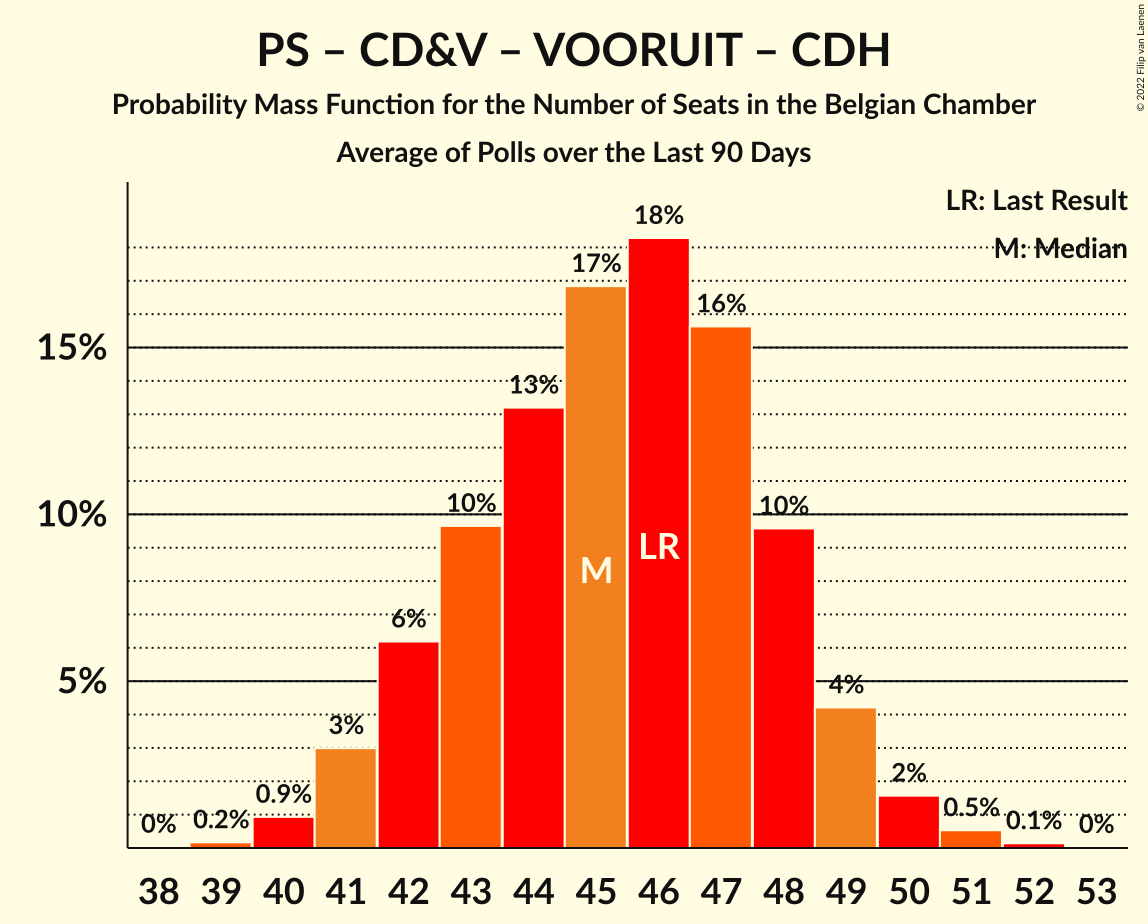 PS – CD&V – VOORUIT – CDH
Probability Mass Function for the Number of Seats in the Belgian Chamber
Average of Polls over the Last 90 Days
© 2022 Filip van Laenen
LR: Last Result
M: Median
15%
10%
5%
0%
0.2%
0.9%
3%
6%
10%
13%
17%
18%
16%
10%
4%
2%
0.5%
0.1%
0%
M
LR
38 39 40 41 42 43 44 45 46 47 48 49 50 51 52 53